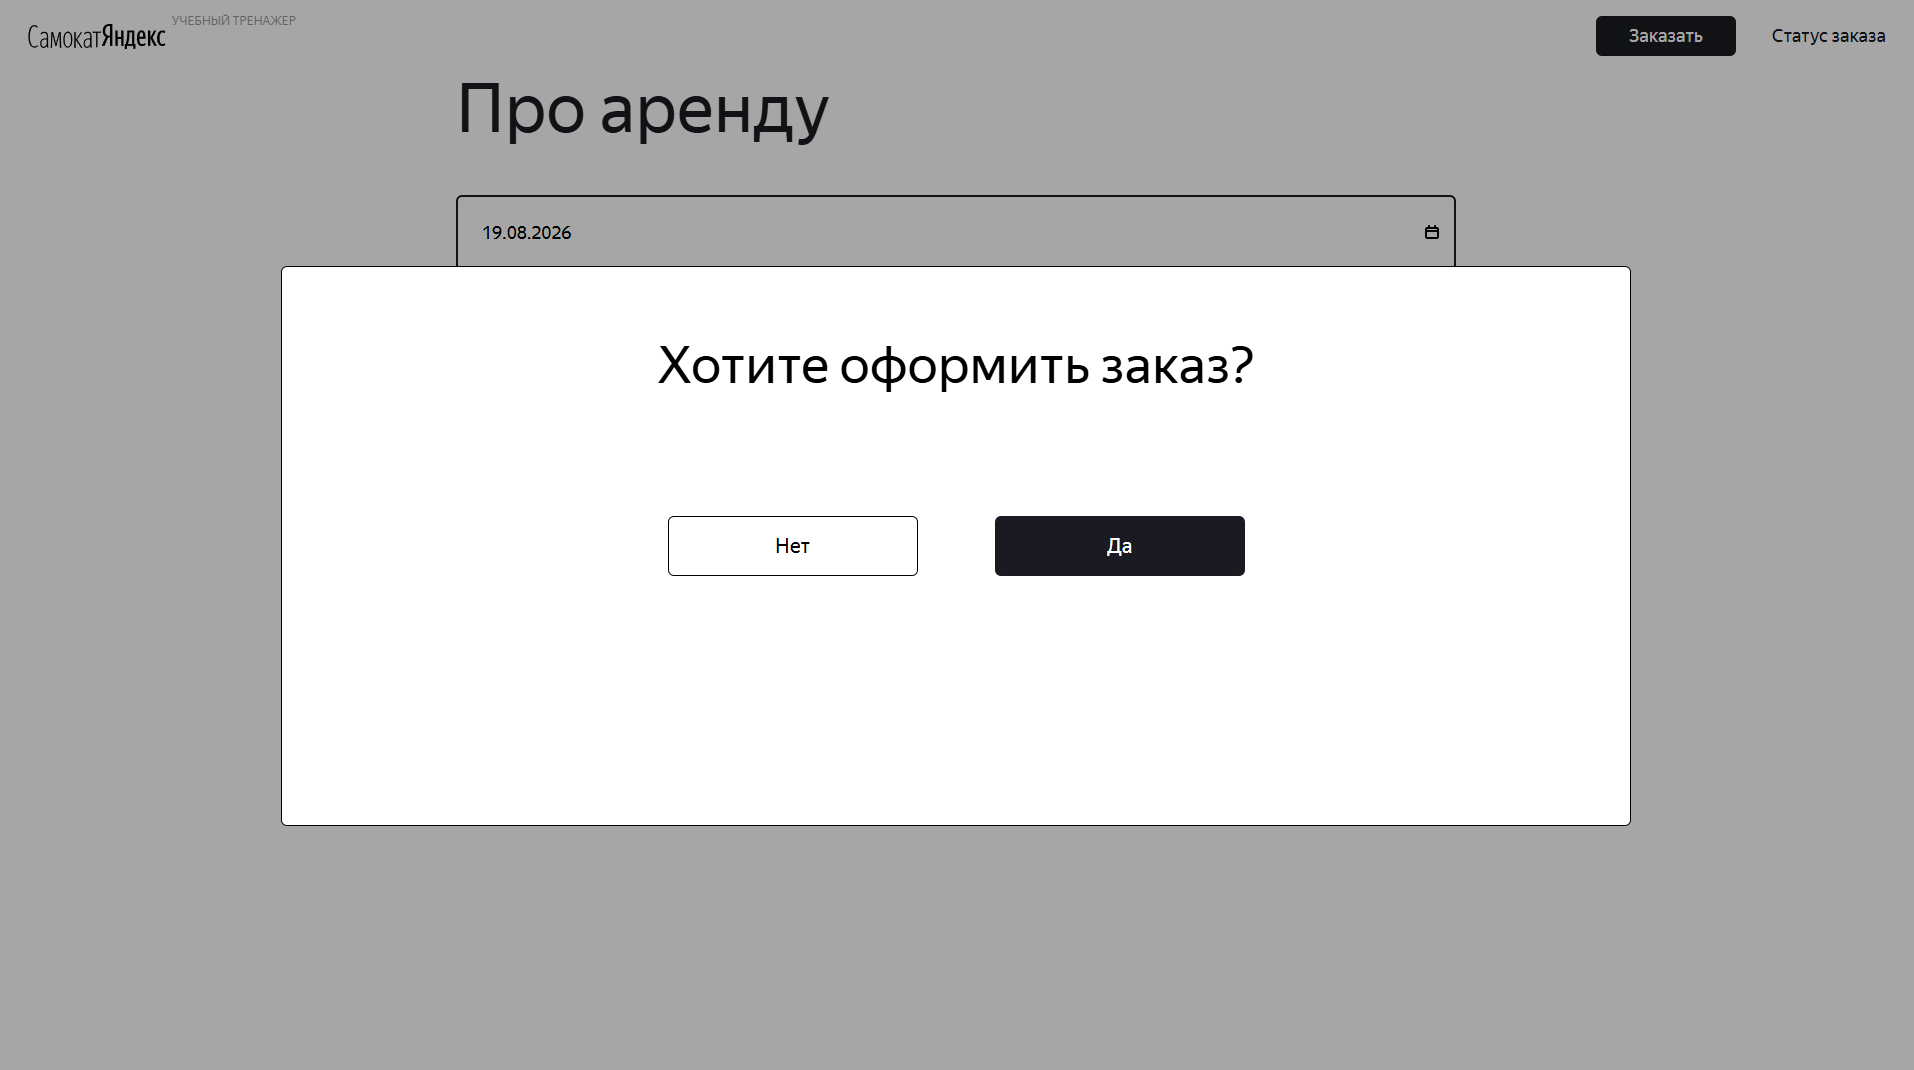 СамокатЯндекс
УЧЕБНЫЙ ТРЕНАЖЕР
Заказать
Статус заказа
Про аренду
19.08.2026
Хотите оформить заказ?
Нет
Да